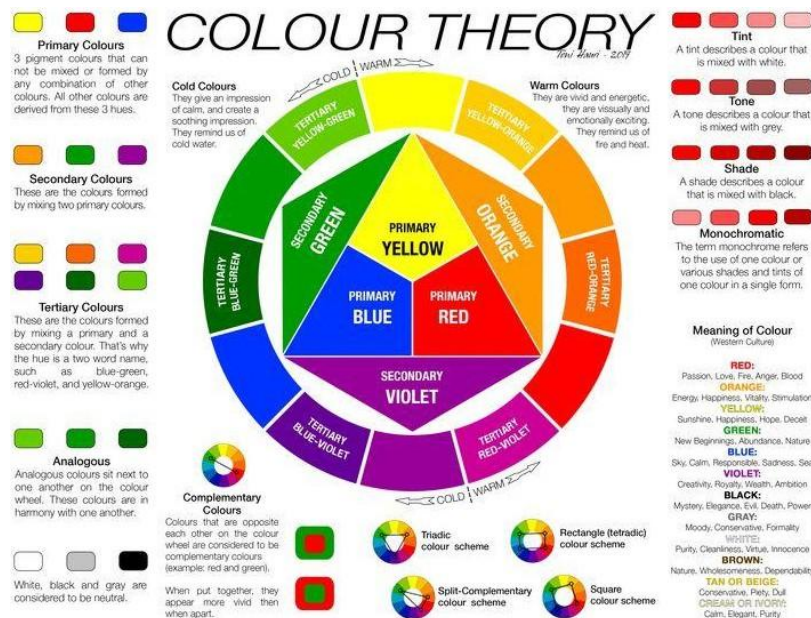 COLOUR THEORY
Toni Hauri - 2019
Primary Colours
3 pigment colours that can
not be mixed or formed by
any combination of other
colours. All other colours are
derived from these 3 hues.
Secondary Colours
These are the colours formed
by mixing two primary colours.
Tertiary Colours
These are the colours formed
by mixing a primary and a
secondary colour. That's why
the hue is a two word name,
such as blue-green,
red-violet, and yellow-orange.
Analogous
Analogous colours sit next to
one another on the colour
wheel. These colours are in
harmony with one another.
White, black and gray are
considered to be neutral.
Cold Colours
They give an impression
of calm, and create a
soothing impression.
They remind us of
cold water.
COLD
WARM
Warm Colours
They are vivid and energetic,
they are vissually and
emotionally exciting.
They remind us of
fire and heat.
TERTIARY
YELLOW-GREEN
TERTIARY
YELLOW-ORANGE
TERTIARY
BLUE-GREEN
TERTIARY
RED-ORANGE
TERTIARY
BLUE-VIOLET
TERTIARY
RED-VIOLET
SECONDARY
GREEN
SECONDARY
ORANGE
PRIMARY
YELLOW
PRIMARY
BLUE
PRIMARY
RED
SECONDARY
VIOLET
COLD
WARM
Complementary
Colours
Colours that are opposite
each other on the colour
wheel are considered to be
complementary colours
(example: red and green).
When put together, they
appear more vivid then
when apart.
Triadic
colour scheme
Rectangle (tetradic)
colour scheme
Split-Complementary
colour scheme
Square
colour scheme
Tint
A tint describes a colour that
is mixed with white.
Tone
A tone describes a colour that
is mixed with grey.
Shade
A shade describes a colour
that is mixed with black.
Monochromatic
The term monochrome refers
to the use of one colour or
various shades and tints of
one colour in a single form.
Meaning of Colour
(Western Culture)
RED:
Passion, Love, Fire, Anger, Blood
ORANGE:
Energy, Happiness, Vitality, Stimulation
YELLOW:
Sunshine, Happiness, Hope, Deceit
GREEN:
New Beginnings, Abundance, Nature
BLUE:
Sky, Calm, Responsible, Sadness, Sea
VIOLET:
Creativity, Royalty, Wealth, Ambition
BLACK:
Mystery, Elegance, Evil, Death, Power
GRAY:
Moody, Conservative, Formality
WHITE:
Purity, Cleanliness, Virtue, Innocence
BROWN:
Nature, Wholesomeness, Dependability
TAN OR BEIGE:
Conservative, Piety, Dull
CREAM OR IVORY:
Calm, Elegant, Purity